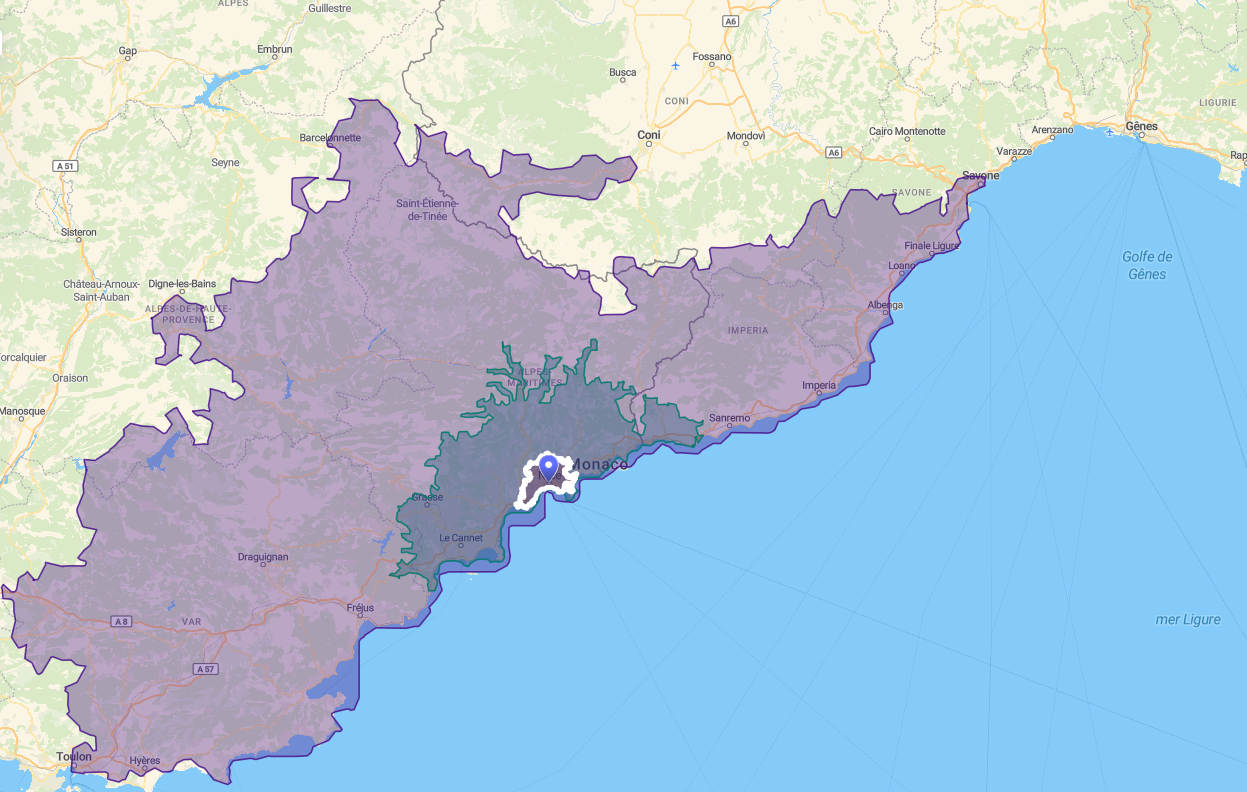 ALPES
Guillestre
A6
Gap
Embrun
Fossano
Busca
CONI
LIGURIE
Coni
Mondovì
Cairo Montenotte
Arenzano
Gênes
Barcelonnette
A6
Varazze
A 51
Seyne
Savone
SAVONE
Saint-Étienne-
de-Tinée
Sisteron
Finale Ligure
Golfe de
Gênes
Loano
Château-Arnoux-
Saint-Auban
Digne-les-Bains
ALPES-DE-HAUTE-
PROVENCE
Albenga
IMPERIA
Oraison
ALPES-
MARITIMES
Imperia
Manosque
Sanremo
Monaco
Grasse
Le Cannet
Draguignan
Fréjus
A 8
VAR
mer Ligure
A 57
Toulon
Hyères